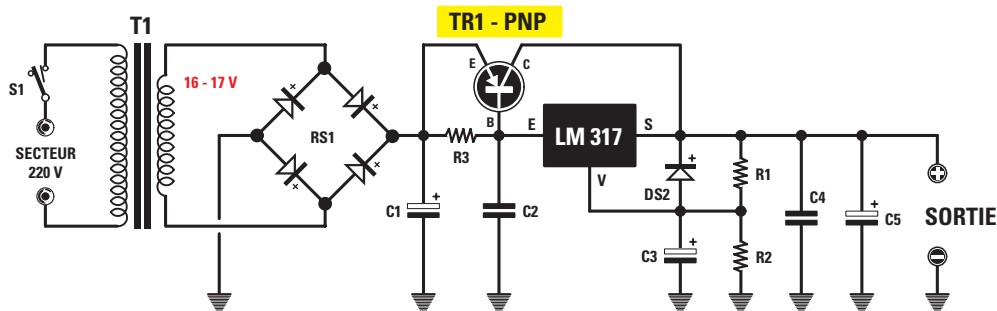 TR1 - PNP
T1
S1
16 - 17 V
SECTEUR
220 V
RS1
E
C
B
R3
E
LM 317
S
V
DS2
R1
R2
C1
+
C2
C3
+
C4
C5
+
SORTIE